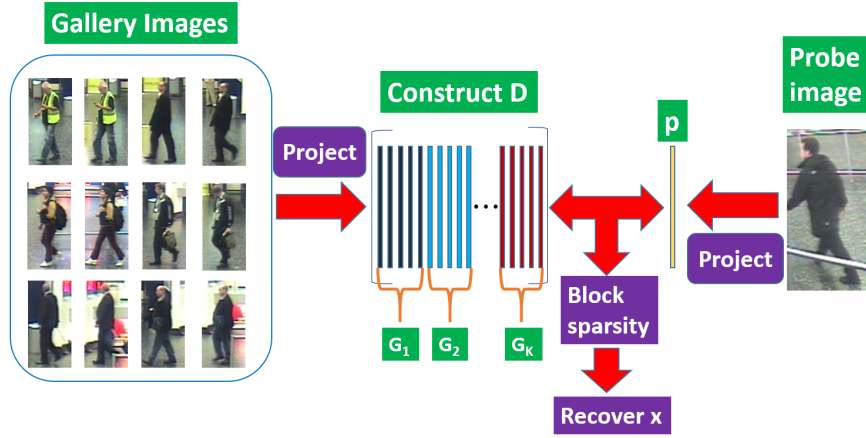 Gallery Images
Project
Construct D
...
G1
G2
GK
p
Block
sparsity
Recover x
Probe
image
Project